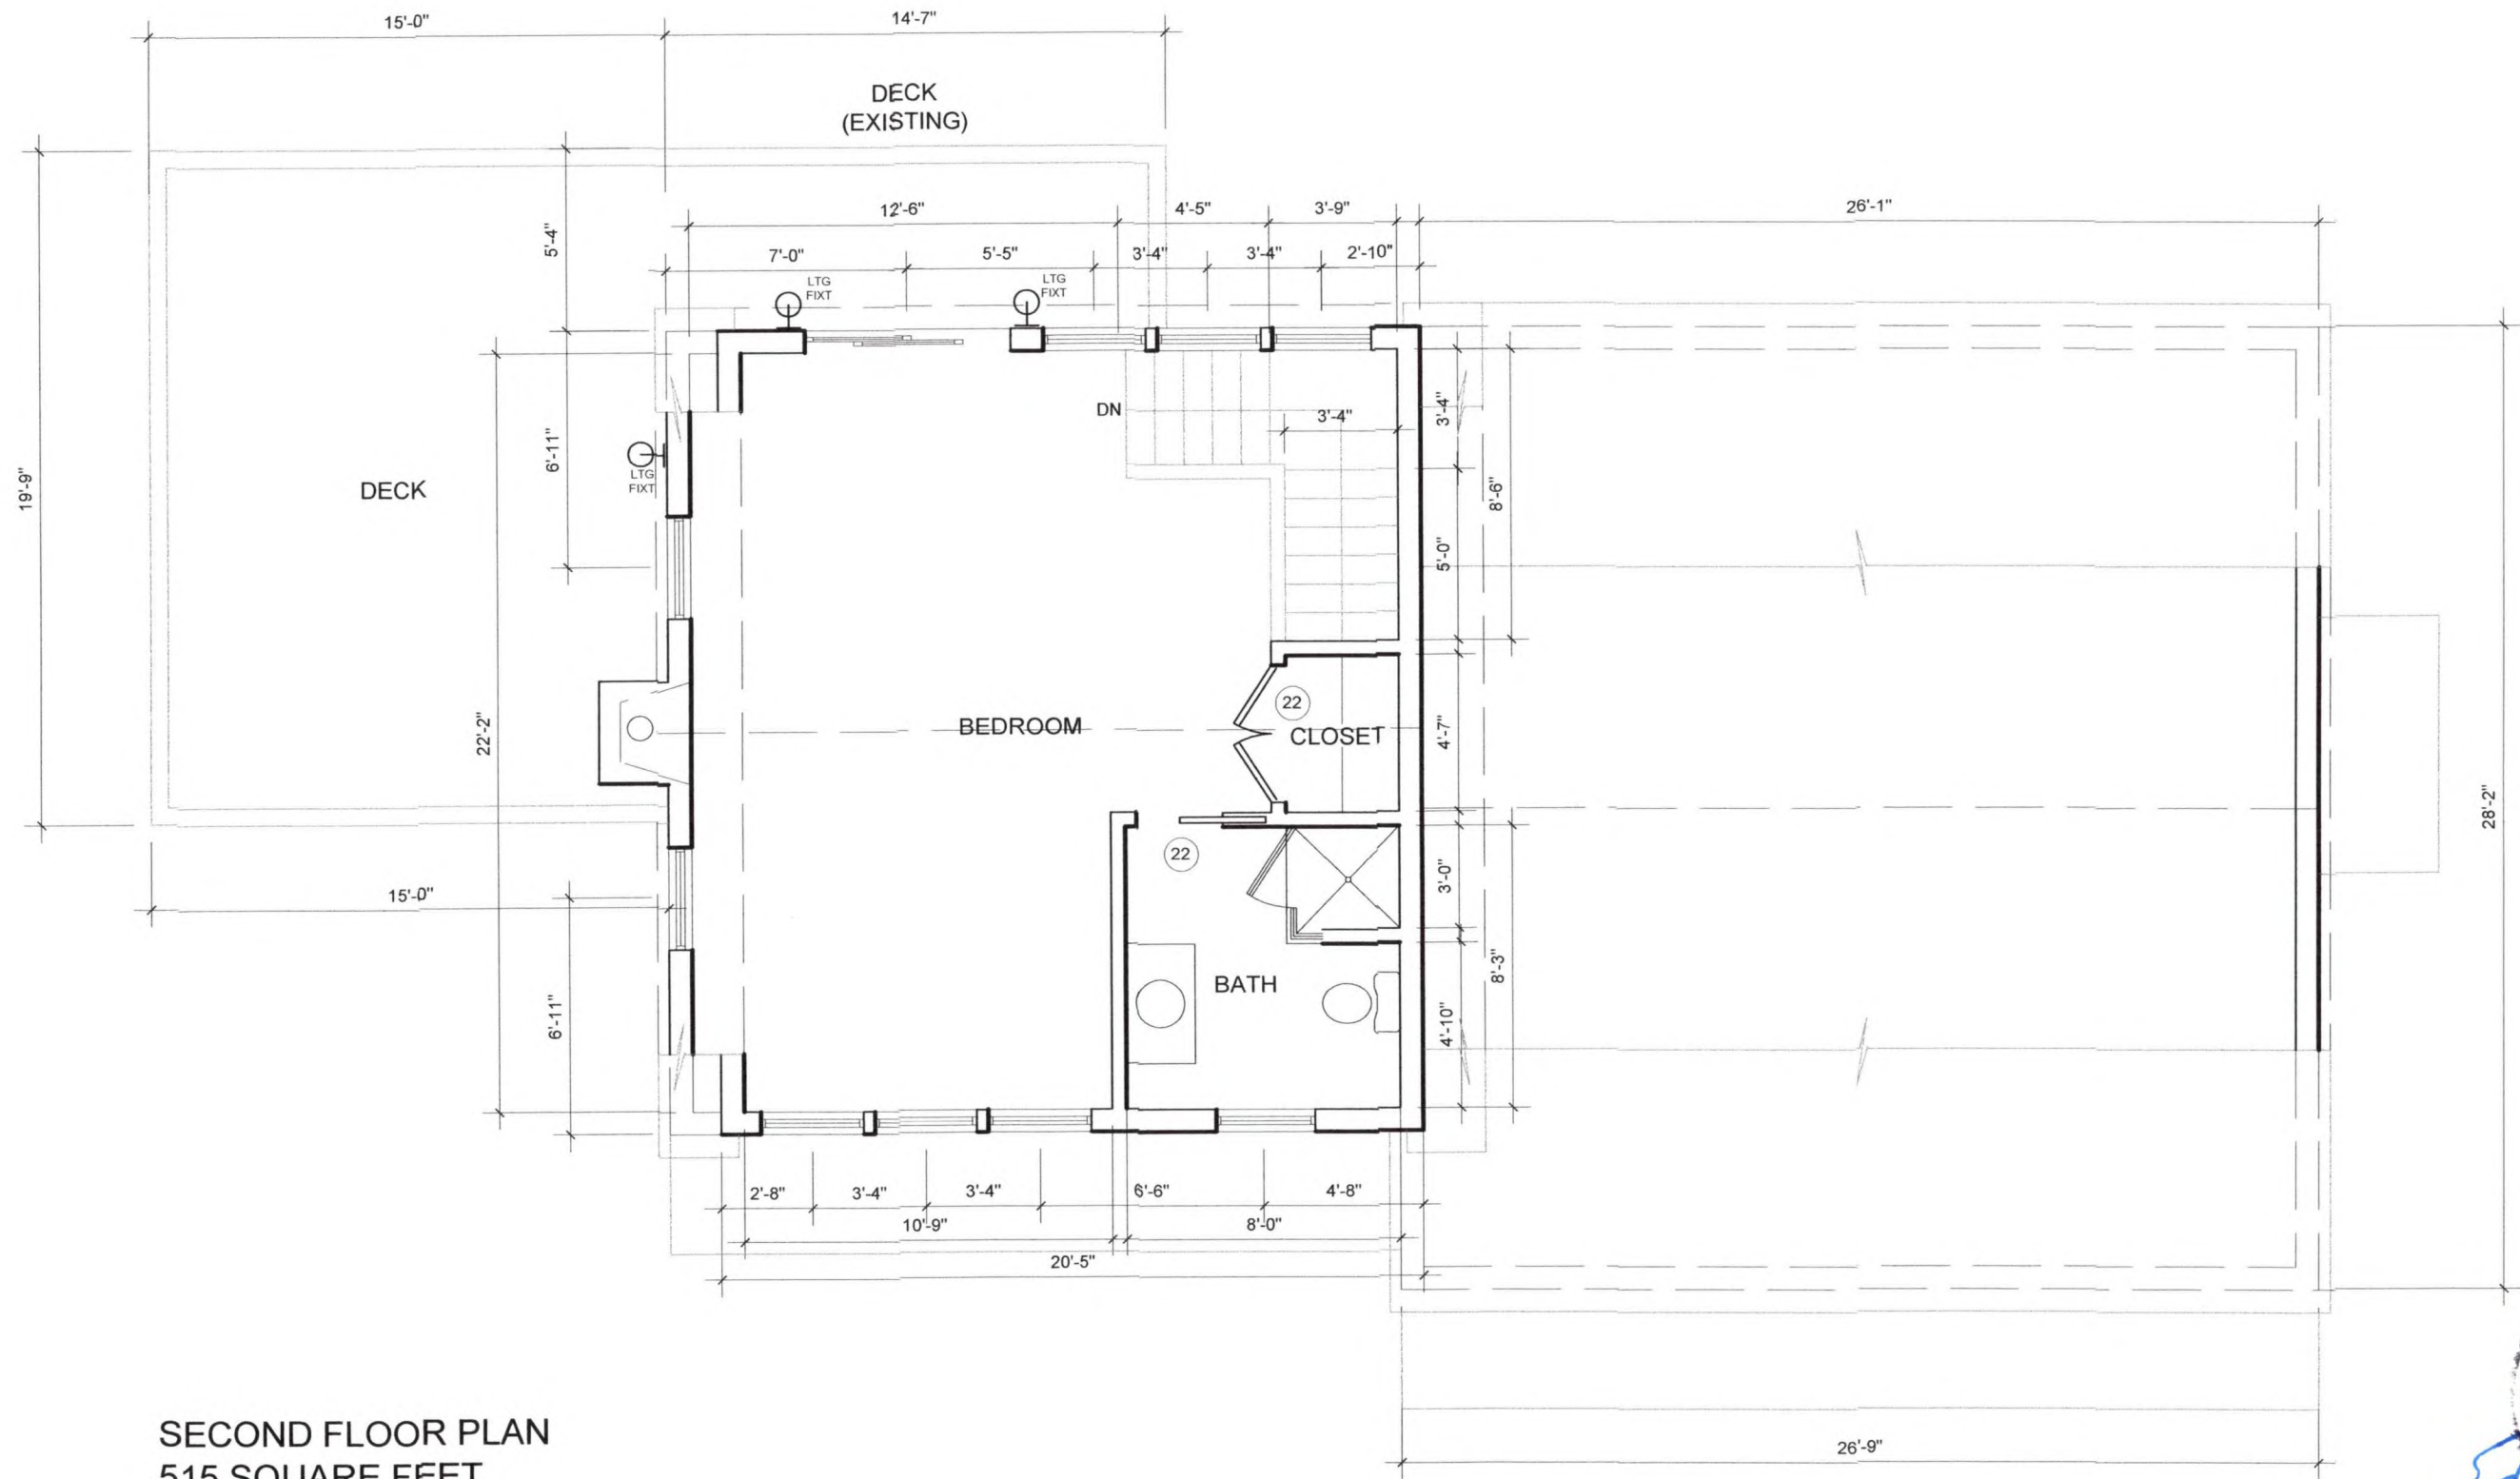 15'-0"
14'-7"
DECK
(EXISTING)
12'-6"
4'-5"
3'-9"
26'-1"
5'-4"
7'-0"
5'-5"
3'-4"
3'-4"
2'-10"
LTG
FIXT
LTG
FIXT
DN
3'-4"
3'-4"
6'-11"
LTG
FIXT
19'-9"
DECK
8'-6"
5'-0"
22
22'-2"
BEDROOM
CLOSET
4'-7"
28'-2"
22
15'-0"
3'-0"
8'-3"
BATH
6'-11"
4'-10"
2'-8"
3'-4"
3'-4"
6'-6"
4'-8"
10'-9"
8'-0"
20'-5"
SECOND FLOOR PLAN
515 SQUARE FEET
26'-9"